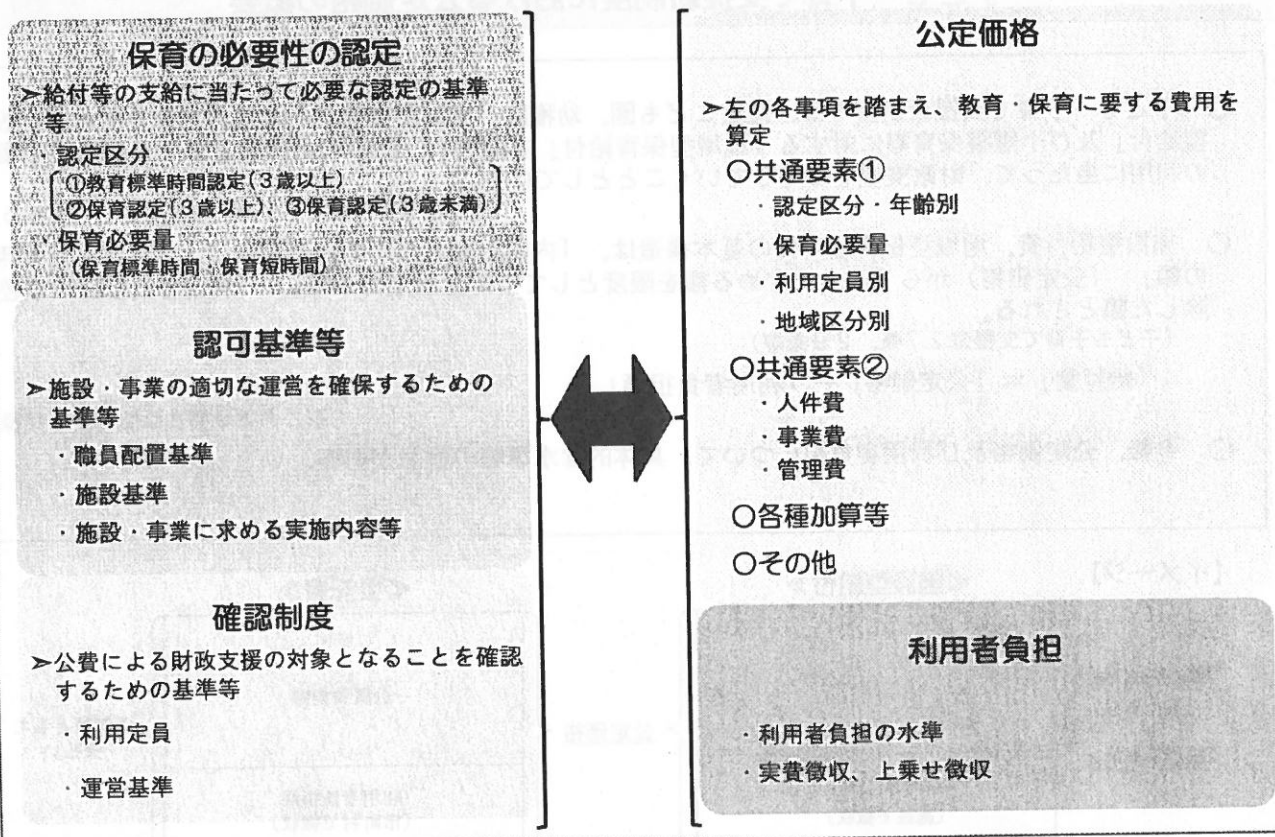 保育の必要性の認定
➢給付等の支給に当たって必要な認定の基準
等
・認定区分
①教育標準時間認定(3歳以上)
②保育認定(3歳以上)、③保育認定(3歳未満)
・保育必要量
(保育標準時間・保育短時間)
認可基準等
➢施設・事業の適切な運営を確保するための
基準等
・職員配置基準
・施設基準
・施設・事業に求める実施内容等
確認制度
➢公費による財政支援の対象となることを確認
するための基準等
・利用定員
・運営基準
公定価格
➢左の各事項を踏まえ、教育・保育に要する費用を
算定
〇共通要素①
・認定区分・年齢別
・保育必要量
・利用定員別
・地域区分別
〇共通要素②
・人件費
・事業費
・管理費
〇各種加算等
〇その他
利用者負担
・利用者負担の水準
・実費徴収、上乗せ徴収